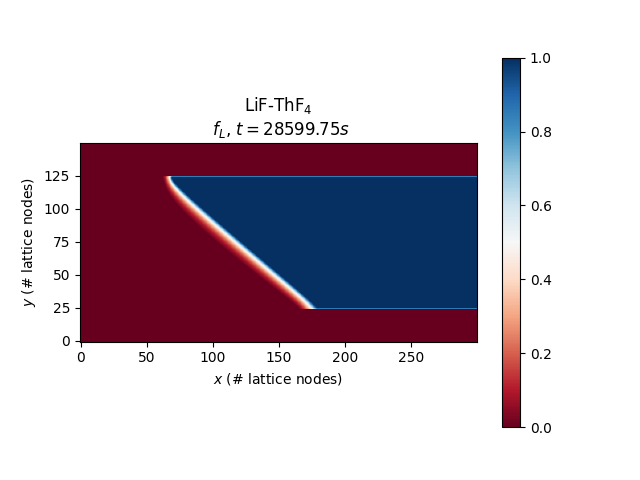 LiF-ThF₄
f_L, t = 28599.75s
1.0
0.8
0.6
0.4
0.2
0.0
y (# lattice nodes)
125
100
75
50
25
0
0 50 100 150 200 250
x (# lattice nodes)